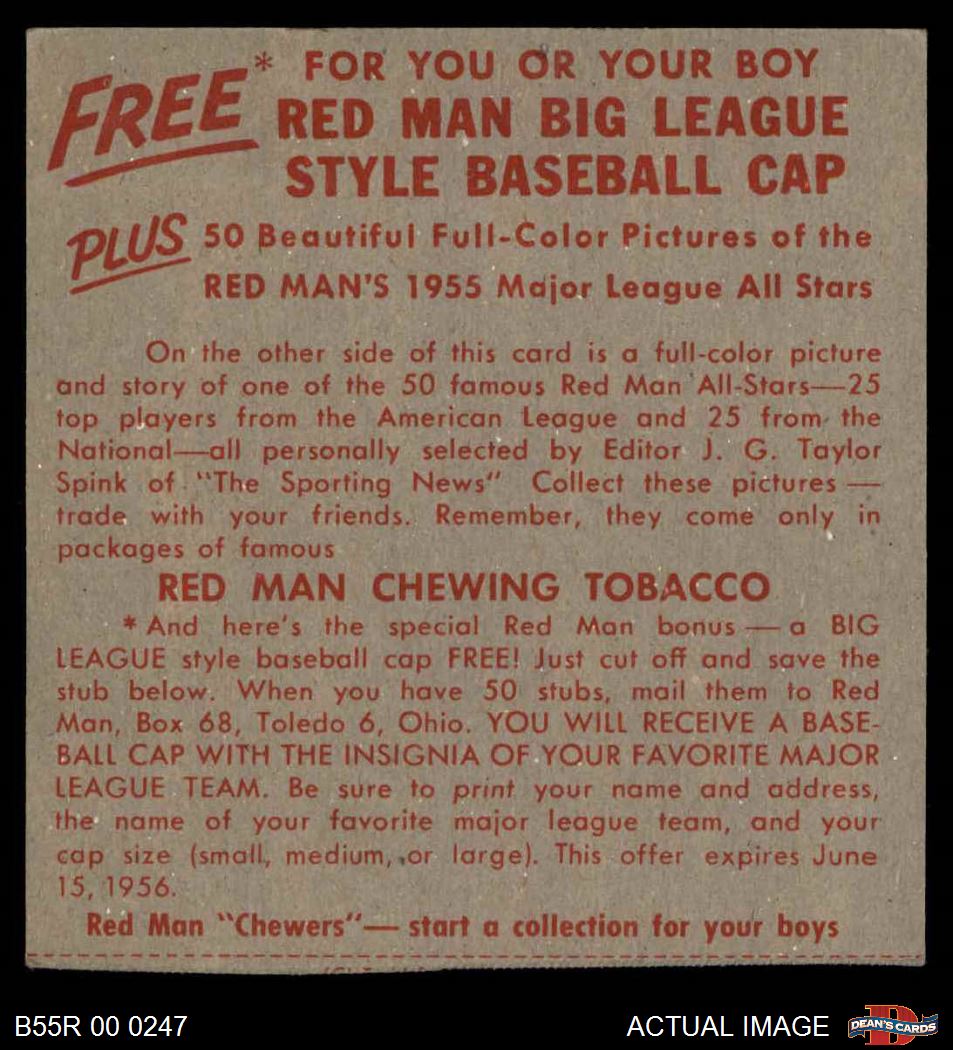 FREE* FOR YOU OR YOUR BOY
RED MAN BIG LEAGUE
STYLE BASEBALL CAP
PLUS 50 Beautiful Full-Color Pictures of the
RED MAN'S 1955 Major League All Stars
On the other side of this card is a full-color picture
and story of one of the 50 famous Red Man All-Stars—25
top players from the American League and 25 from the
National—all personally selected by Editor J. G. Taylor
Spink of "The Sporting News" Collect these pictures —
trade with your friends. Remember, they come only in
packages of famous
RED MAN CHEWING TOBACCO
* And here's the special Red Man bonus — a BIG
LEAGUE style baseball cap FREE! Just cut off and save the
stub below. When you have 50 stubs, mail them to Red
Man, Box 68, Toledo 6, Ohio. YOU WILL RECEIVE A BASE-
BALL CAP WITH THE INSIGNIA OF YOUR FAVORITE MAJOR
LEAGUE TEAM. Be sure to print your name and address,
the name of your favorite major league team, and your
cap size (small, medium, or large). This offer expires June
15, 1956.
Red Man "Chewers"— start a collection for your boys
B55R 00 0247
ACTUAL IMAGE
DEAN'S CARDS